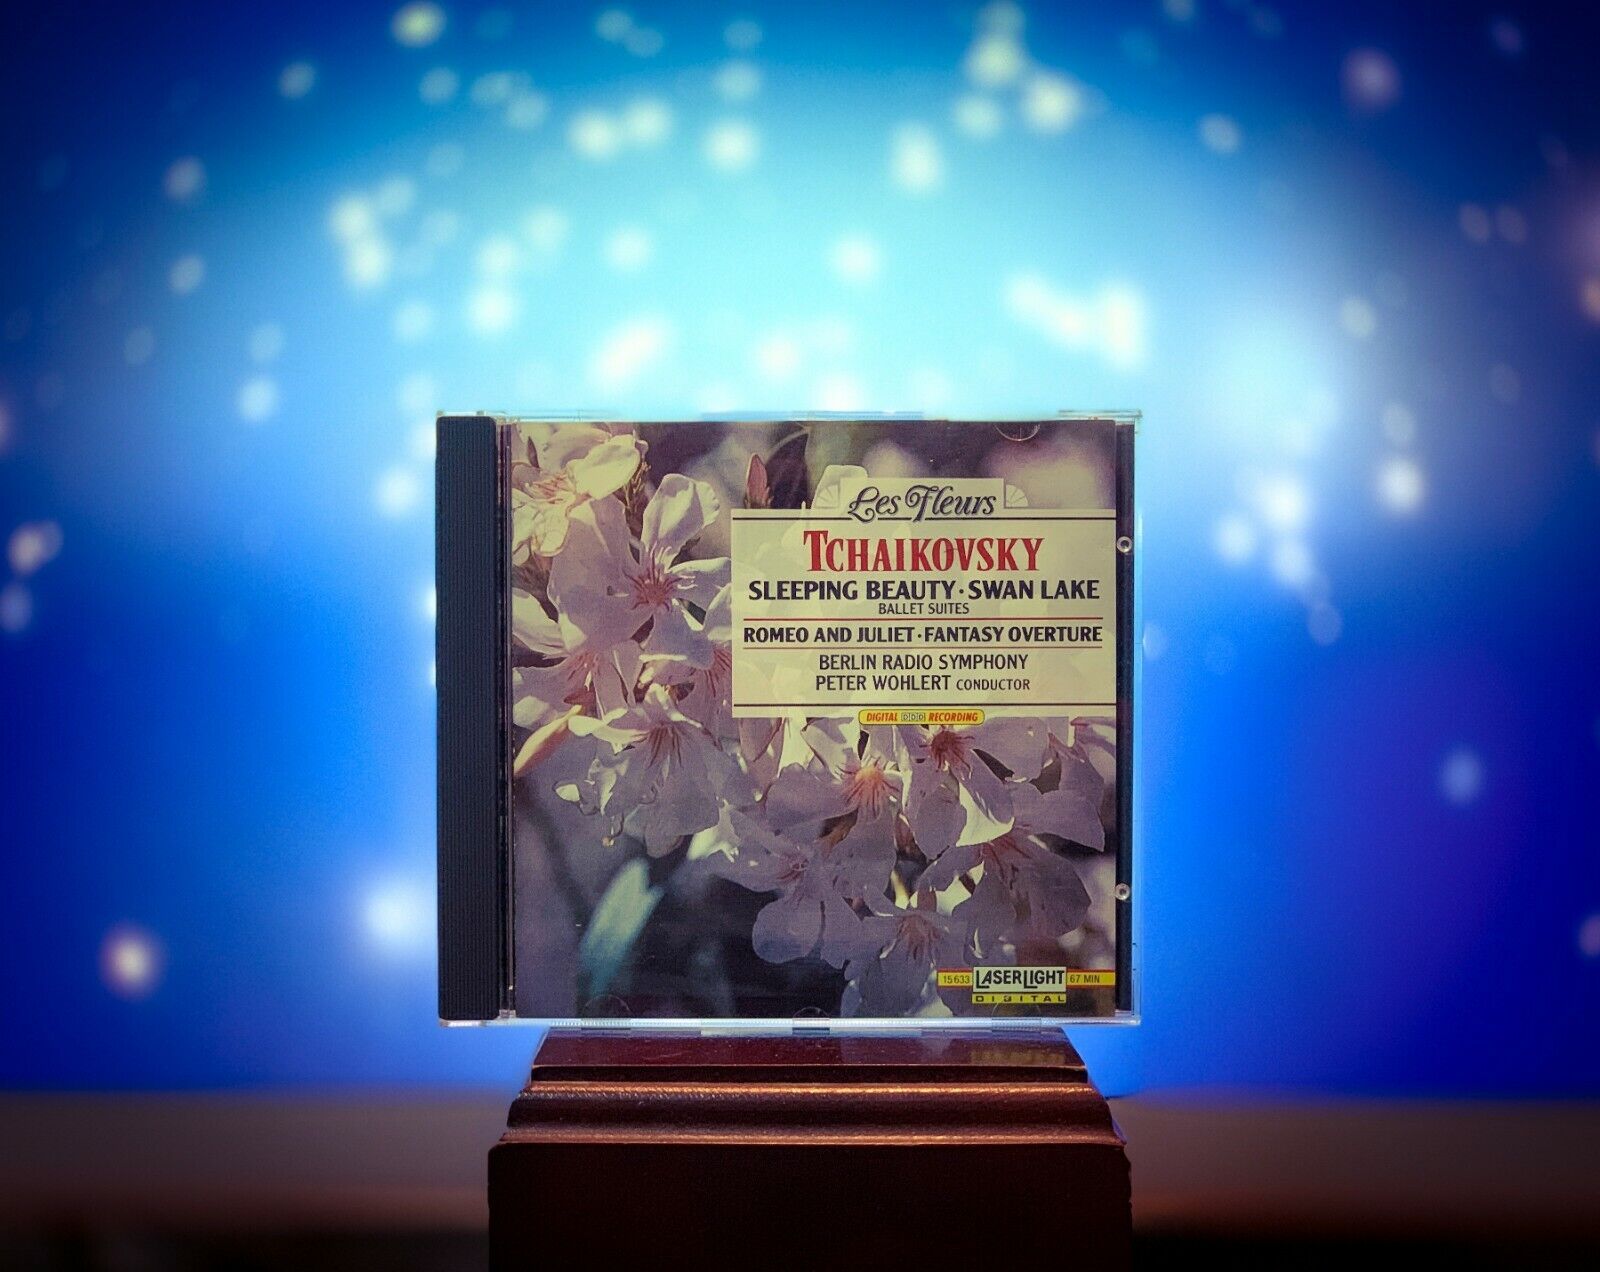 Les Fleurs
TCHAIKOVSKY
SLEEPING BEAUTY · SWAN LAKE
BALLET SUITES
ROMEO AND JULIET · FANTASY OVERTURE
BERLIN RADIO SYMPHONY
PETER WOHLERT CONDUCTOR
DIGITAL DDD RECORDING
15 633 LASERLIGHT 67 MIN
DIGITAL